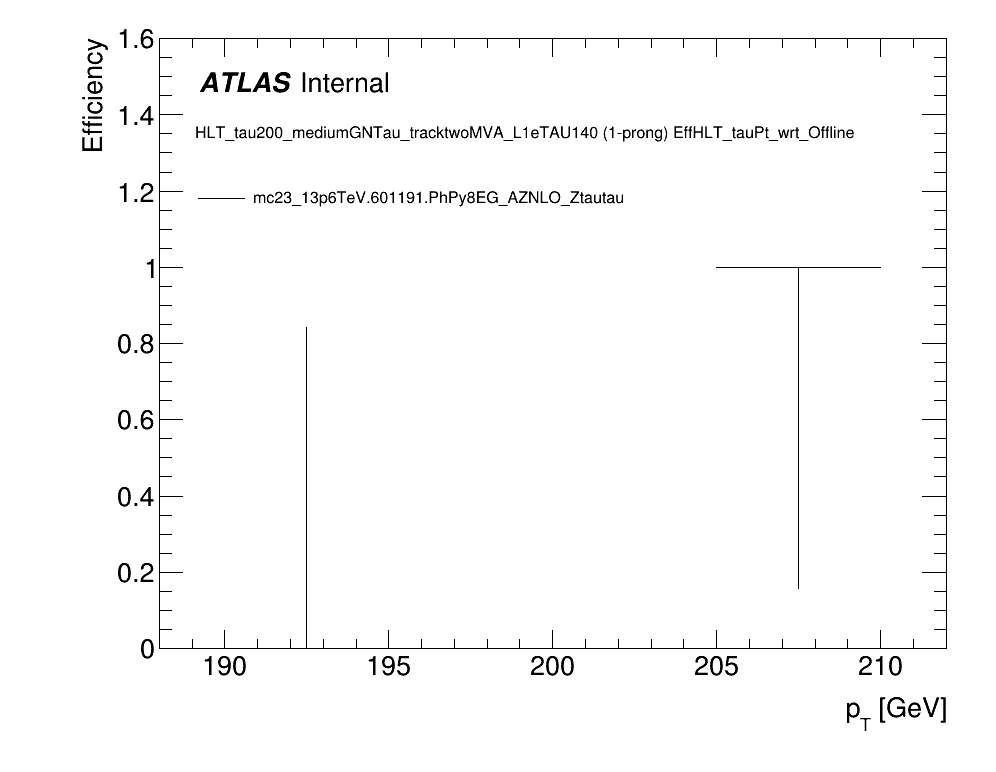 1.6
Efficiency
ATLAS Internal
1.4
HLT_tau200_mediumGNTau_tracktwoMVA_L1eTAU140 (1-prong) EffHLT_tauPt_wrt_Offline
1.2
mc23_13p6TeV.601191.PhPy8EG_AZNLO_Ztautau
1
0.8
0.6
0.4
0.2
0
190 195 200 205 210
p_T [GeV]